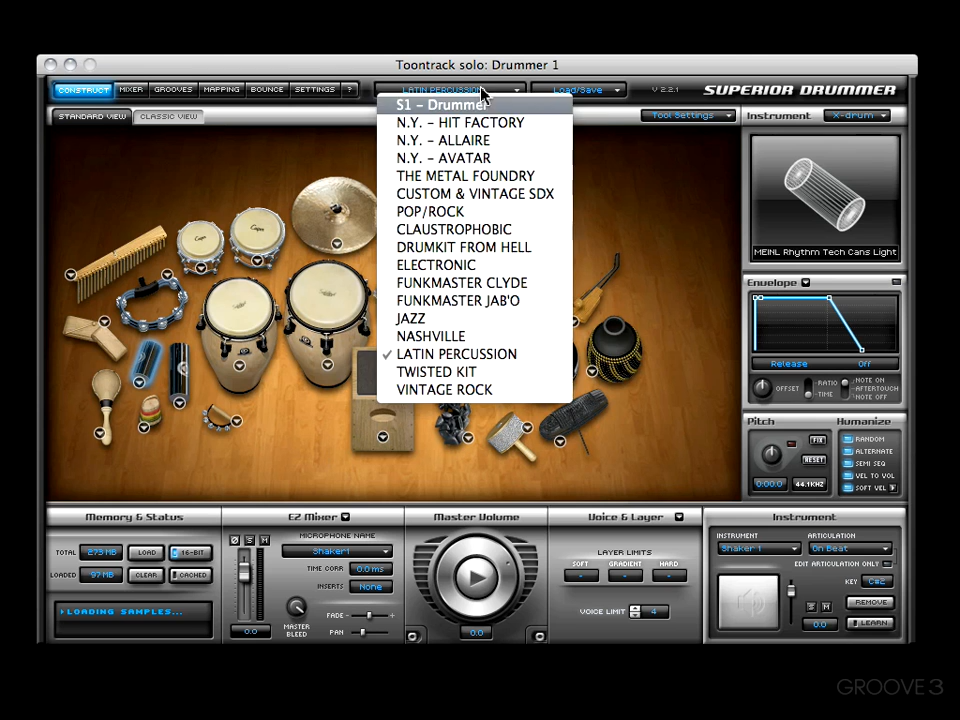 Toontrack solo: Drummer 1
CONSTRUCT MIXER GROOVES MAPPING BOUNCE SETTINGS ? LATIN PERCUSSION Load/Save V 2.2.1 SUPERIOR DRUMMER
STANDARD VIEW CLASSIC VIEW Tool Settings Instrument X-drum
S1 - Drummer
N.Y. - HIT FACTORY
N.Y. - ALLAIRE
N.Y. - AVATAR
THE METAL FOUNDRY
CUSTOM & VINTAGE SDX
POP/ROCK
CLAUSTROPHOBIC
DRUMKIT FROM HELL
ELECTRONIC
FUNKMASTER CLYDE
FUNKMASTER JAB'O
JAZZ
NASHVILLE
✓ LATIN PERCUSSION
TWISTED KIT
VINTAGE ROCK
MEINL Rhythm Tech Cans Light
Envelope
Release Off
OFFSET RATIO TIME NOTE ON AFTERTOUCH NOTE OFF
Pitch Humanize
FIX
RESET
0:00.0 44.1KHZ
RANDOM
ALTERNATE
SEMI SEQ
VEL TO VOL
SOFT VEL
Memory & Status
TOTAL 273 MB LOAD 16-BIT
LOADED 97 MB CLEAR CACHED
LOADING SAMPLES...
EZ Mixer
S M
MICROPHONE NAME
Shaker1
TIME CORR 0.0 ms
INSERTS None
MASTER BLEED
FADE - +
PAN
0.0
Master Volume
0.0
Voice & Layer
LAYER LIMITS
SOFT GRADIENT HARD
- - -
VOICE LIMIT 4
Instrument
INSTRUMENT ARTICULATION
Shaker 1 On Beat
EDIT ARTICULATION ONLY
KEY C#2
S M REMOVE
0.0 LEARN
GROOVE3